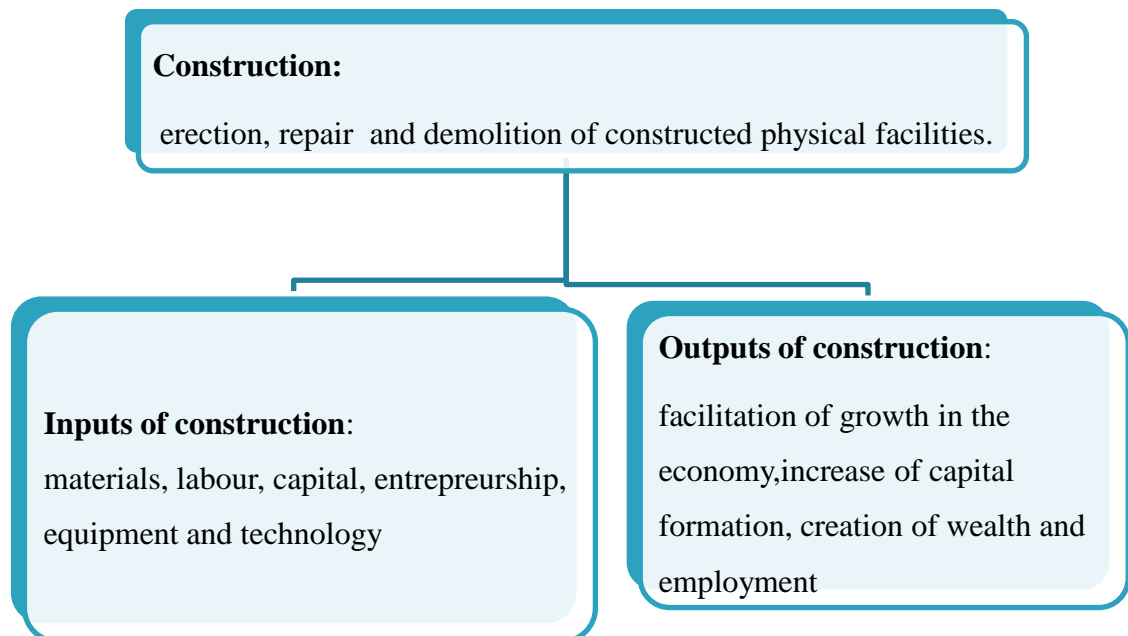 Construction:
erection, repair and demolition of constructed physical facilities.
Inputs of construction:
materials, labour, capital, entrepreurship,
equipment and technology
Outputs of construction:
facilitation of growth in the
economy,increase of capital
formation, creation of wealth and
employment